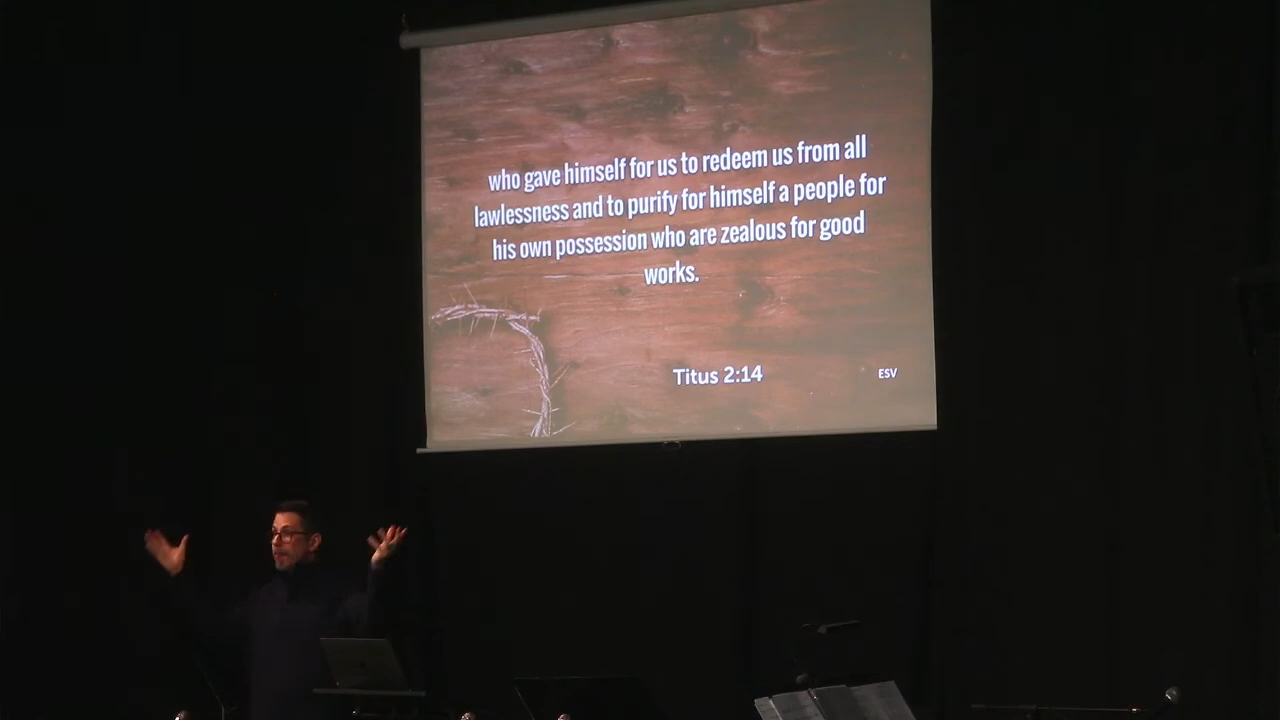 who gave himself for us to redeem us from all
lawlessness and to purify for himself a people for
his own possession who are zealous for good
works.
Titus 2:14
ESV